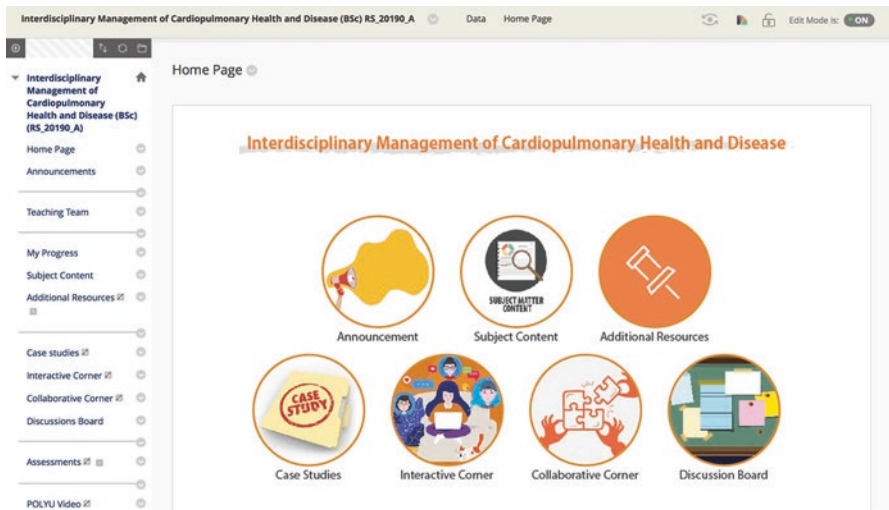 Interdisciplinary Management of Cardiopulmonary Health and Disease (BSc) RS_20190_A
Data
Home Page
Edit Mode is:
ON
Interdisciplinary
Management of
Cardiopulmonary
Health and Disease (BSc)
(RS_20190_A)
Home Page
Announcements
Teaching Team
My Progress
Subject Content
Additional Resources
Case studies
Interactive Corner
Collaborative Corner
Discussions Board
Assessments
POLYU Video
Home Page
Interdisciplinary Management of Cardiopulmonary Health and Disease
SUBJECT MATTER
CONTENT
Announcement
Subject Content
Additional Resources
CASE
STUDY
Case Studies
Interactive Corner
Collaborative Corner
Discussion Board